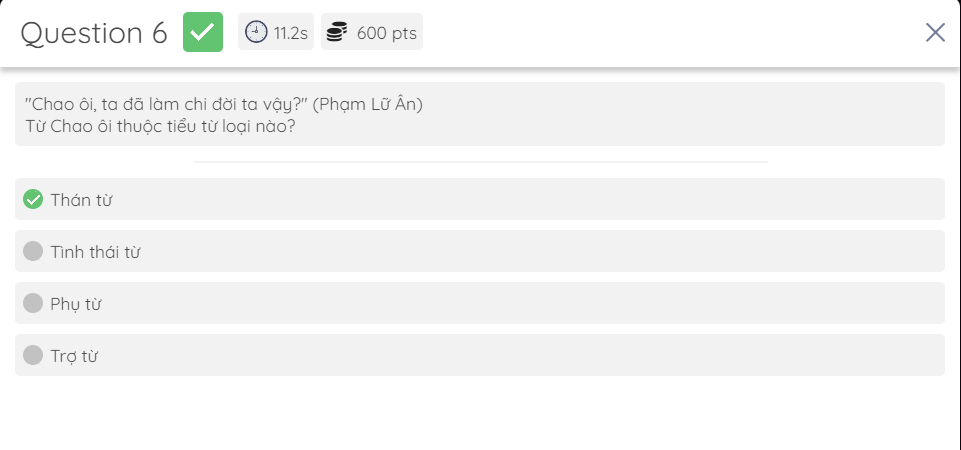 Question 6
11.2s
600 pts
"Chao ôi, ta đã làm chi đời ta vậy?" (Phạm Lữ Ân)
Từ Chao ôi thuộc tiểu từ loại nào?
Thán từ
Tình thái từ
Phụ từ
Trợ từ